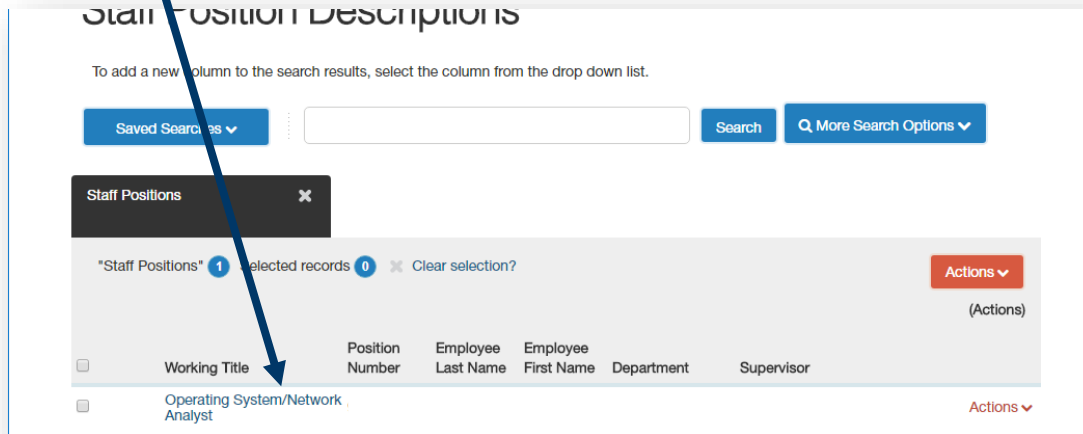 Staff Position Descriptions
To add a new column to the search results, select the column from the drop down list.
Saved Searches
Search
More Search Options
Staff Positions
"Staff Positions" 1 Selected records 0 Clear selection?
Actions
(Actions)
Working Title Position Number Employee Last Name Employee First Name Department Supervisor
Operating System/Network
Analyst
Actions